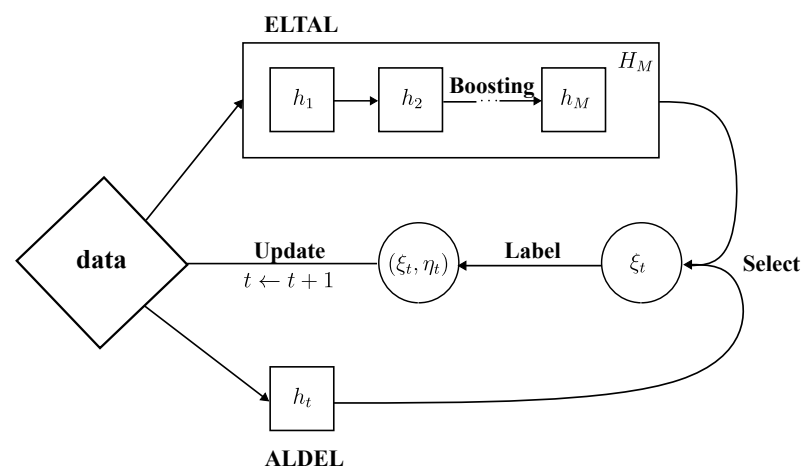 ELTAL
H_M
h_1
h_2
Boosting
...
h_M
data
Update
t ← t + 1
(ξ_t, η_t)
Label
ξ_t
Select
h_t
ALDEL